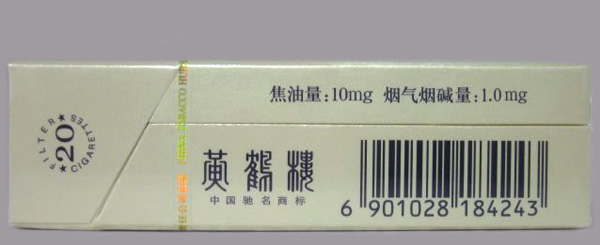 焦油量:10mg 烟气烟碱量:1.0mg
FILTER
20
CIGARETTES
黄鹤楼
中国驰名商标
6 901028 184243